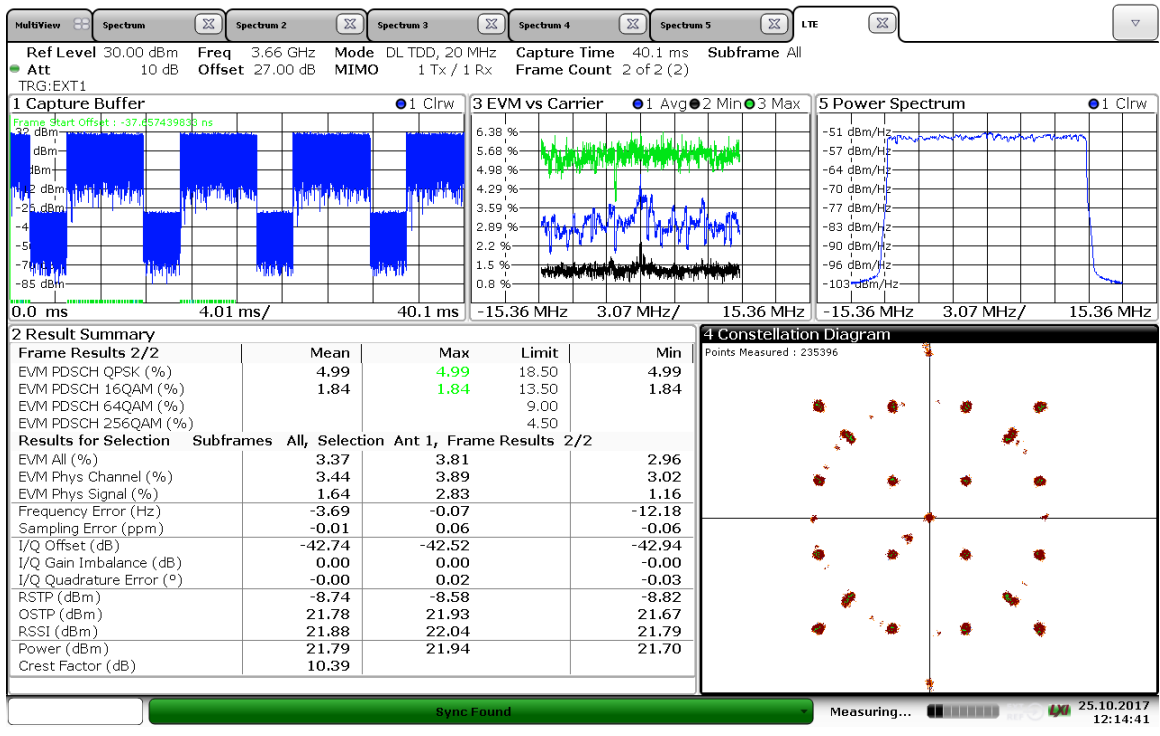 MultiView Spectrum Spectrum 2 Spectrum 3 Spectrum 4 Spectrum 5 LTE
Ref Level 30.00 dBm Freq 3.66 GHz Mode DL TDD, 20 MHz Capture Time 40.1 ms Subframe All
Att 10 dB Offset 27.00 dB MIMO 1 Tx / 1 Rx Frame Count 2 of 2 (2)
TRG:EXT1
1 Capture Buffer 1 Clrw
Frame Start Offset : -37.657439833 ns
32 dBm
dBm
dBm
dBm
-25 dBm
-85 dBm
0.0 ms 4.01 ms/ 40.1 ms
3 EVM vs Carrier 1 Avg 2 Min 3 Max
6.38 %
5.68 %
4.98 %
4.29 %
3.59 %
2.89 %
2.2 %
1.5 %
0.8 %
-15.36 MHz 3.07 MHz/ 15.36 MHz
5 Power Spectrum 1 Clrw
-51 dBm/Hz
-57 dBm/Hz
-64 dBm/Hz
-70 dBm/Hz
-77 dBm/Hz
-83 dBm/Hz
-90 dBm/Hz
-96 dBm/Hz
-103 dBm/Hz
-15.36 MHz 3.07 MHz/ 15.36 MHz
2 Result Summary
Frame Results 2/2 Mean Max Limit Min
EVM PDSCH QPSK (%) 4.99 4.99 18.50 4.99
EVM PDSCH 16QAM (%) 1.84 1.84 13.50 1.84
EVM PDSCH 64QAM (%) 9.00
EVM PDSCH 256QAM (%) 4.50
Results for Selection Subframes All, Selection Ant 1, Frame Results 2/2
EVM All (%) 3.37 3.81 2.96
EVM Phys Channel (%) 3.44 3.89 3.02
EVM Phys Signal (%) 1.64 2.83 1.16
Frequency Error (Hz) -3.69 -0.07 -12.18
Sampling Error (ppm) -0.01 0.06 -0.06
I/Q Offset (dB) -42.74 -42.52 -42.94
I/Q Gain Imbalance (dB) 0.00 0.00 -0.00
I/Q Quadrature Error (°) -0.00 0.02 -0.03
RSTP (dBm) -8.74 -8.58 -8.82
OSTP (dBm) 21.78 21.93 21.67
RSSI (dBm) 21.88 22.04 21.79
Power (dBm) 21.79 21.94 21.70
Crest Factor (dB) 10.39
4 Constellation Diagram
Points Measured : 235396
Sync Found
Measuring...
REF
LXI
25.10.2017
12:14:41